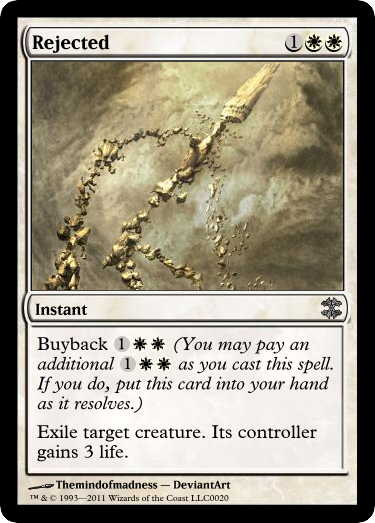 Rejected 1
Instant
Buyback 1 (You may pay an
additional 1 as you cast this spell.
If you do, put this card into your hand
as it resolves.)
Exile target creature. Its controller
gains 3 life.
Themindofmadness — DeviantArt
™ & © 1993—2011 Wizards of the Coast LLC0020